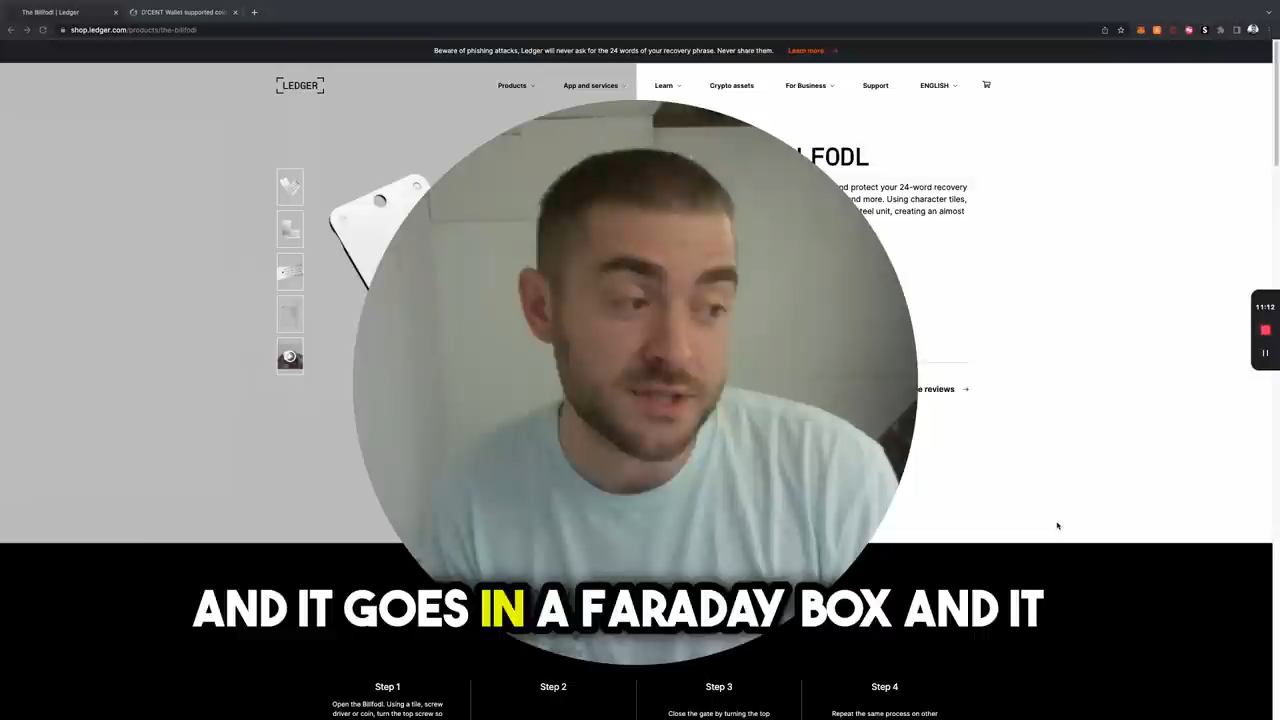 The Billfodl | Ledger
D'CENT Wallet supported coi
shop.ledger.com/products/the-billfodl
Beware of phishing attacks, Ledger will never ask for the 24 words of your recovery phrase. Never share them. Learn more
LEDGER
Products
App and services
Learn
Crypto assets
For Business
Support
ENGLISH
LFODL
nd protect your 24-word recovery
nd more. Using character tiles,
teel unit, creating an almost
11:12
e reviews
AND IT GOES IN A FARADAY BOX AND IT
Step 1
Open the Billfodl. Using a tile, screw
driver or coin, turn the top screw so
Step 2
Step 3
Close the gate by turning the top
Step 4
Repeat the same process on other